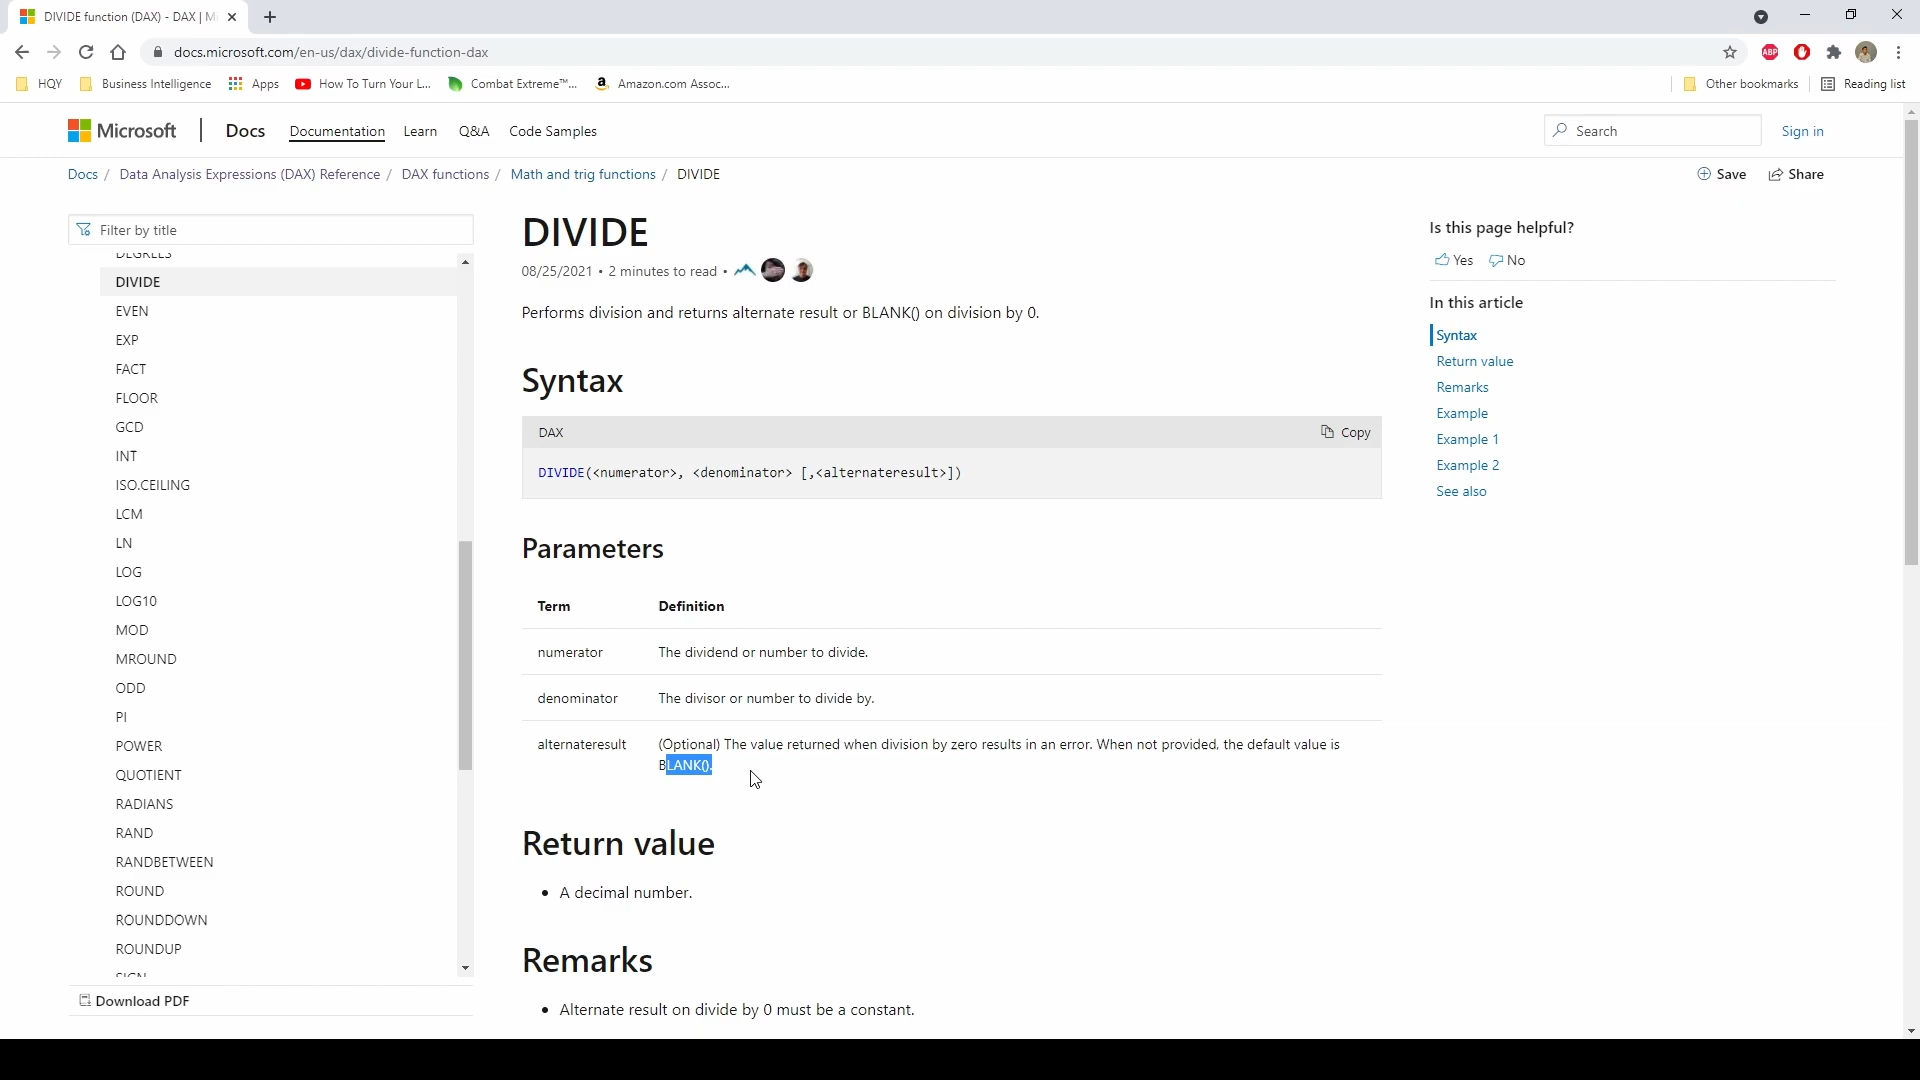 DIVIDE function (DAX) - DAX | Mi
docs.microsoft.com/en-us/dax/divide-function-dax
ABP
HQY
Business Intelligence
Apps
How To Turn Your L...
Combat Extreme™...
Amazon.com Assoc...
Other bookmarks
Reading list
Microsoft
Docs
Documentation
Learn
Q&A
Code Samples
Search
Sign in
Docs / Data Analysis Expressions (DAX) Reference / DAX functions / Math and trig functions / DIVIDE
Save
Share
Filter by title
DEGREES
DIVIDE
EVEN
EXP
FACT
FLOOR
GCD
INT
ISO.CEILING
LCM
LN
LOG
LOG10
MOD
MROUND
ODD
PI
POWER
QUOTIENT
RADIANS
RAND
RANDBETWEEN
ROUND
ROUNDDOWN
ROUNDUP
SIGN
Download PDF
DIVIDE
08/25/2021 • 2 minutes to read •
Performs division and returns alternate result or BLANK() on division by 0.
Syntax
DAX
Copy
DIVIDE(<numerator>, <denominator> [,<alternateresult>])
Parameters
Term Definition
numerator The dividend or number to divide.
denominator The divisor or number to divide by.
alternateresult (Optional) The value returned when division by zero results in an error. When not provided, the default value is
BLANK().
Return value
• A decimal number.
Remarks
• Alternate result on divide by 0 must be a constant.
Is this page helpful?
Yes No
In this article
Syntax
Return value
Remarks
Example
Example 1
Example 2
See also